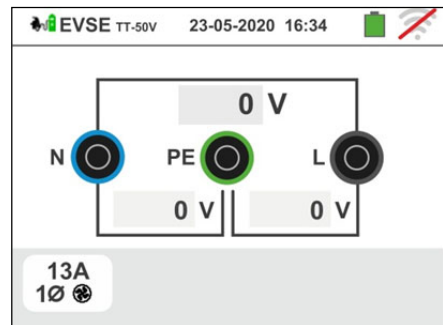 EVSE TT-50V 23-05-2020 16:34
0 V
N PE L
0 V 0 V
13A
1Ø